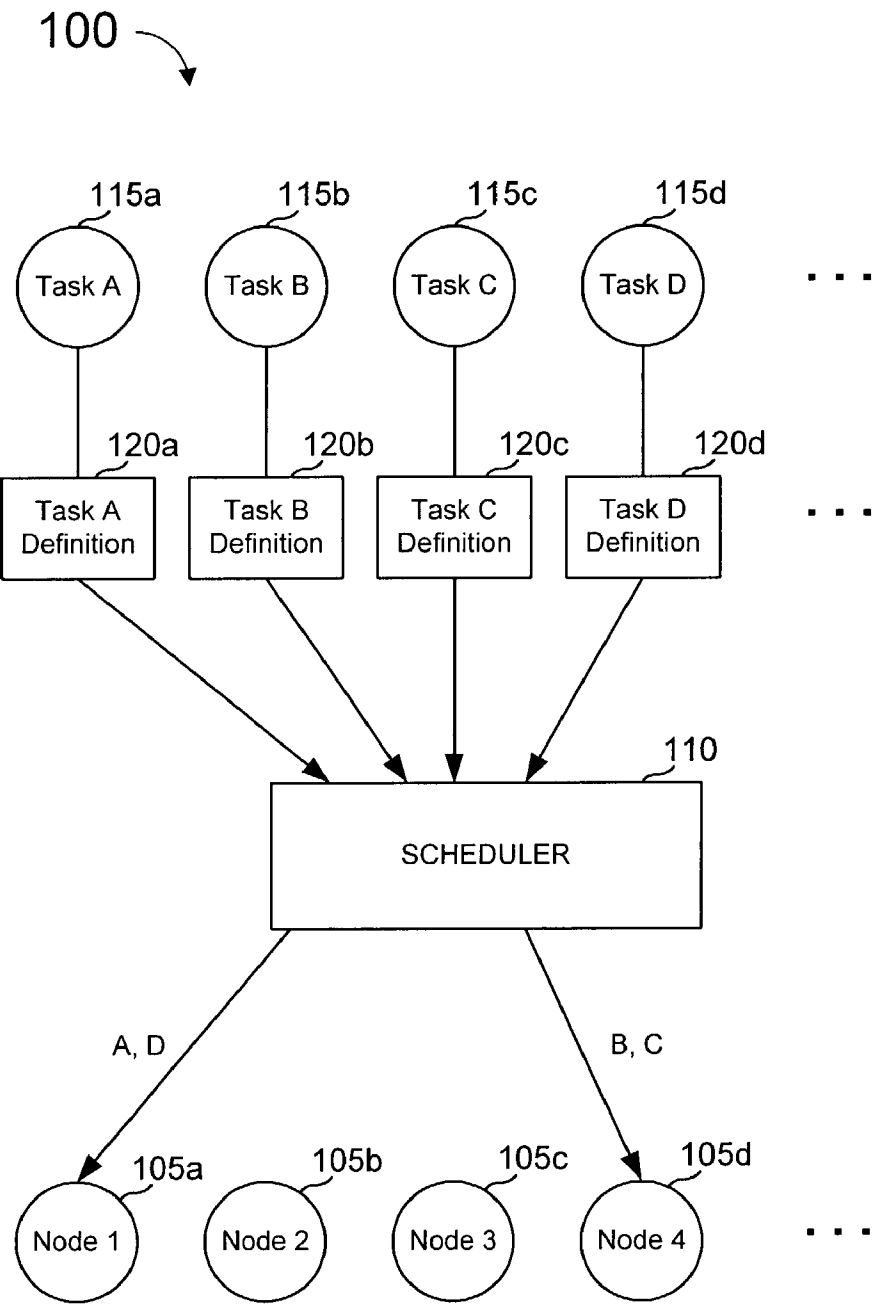 100
115a 115b 115c 115d
Task A Task B Task C Task D . . .
120a 120b 120c 120d
Task A Task B Task C Task D
Definition Definition Definition Definition . . .
110
SCHEDULER
A, D B, C
105a 105b 105c 105d
Node 1 Node 2 Node 3 Node 4 . . .